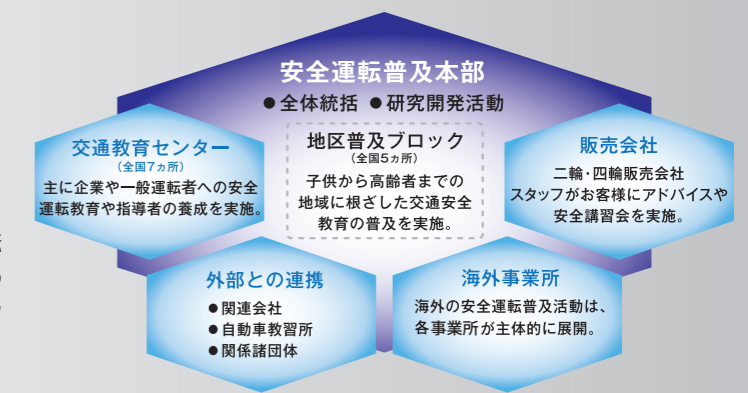 安全運転普及本部
●全体統括 ●研究開発活動
交通教育センター
(全国7ヵ所)
主に企業や一般運転者への安全
運転教育や指導者の養成を実施。
地区普及ブロック
(全国5ヵ所)
子供から高齢者までの
地域に根ざした交通安全
教育の普及を実施。
販売会社
二輪・四輪販売会社
スタッフがお客様にアドバイスや
安全講習会を実施。
外部との連携
●関連会社
●自動車教習所
●関係諸団体
海外事業所
海外の安全運転普及活動は、
各事業所が主体的に展開。